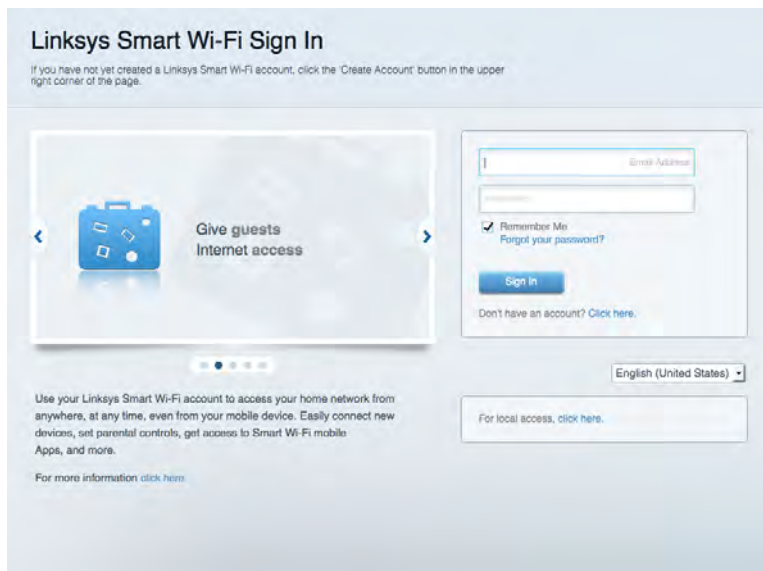 Linksys Smart Wi-Fi Sign In
If you have not yet created a Linksys Smart Wi-Fi account, click the 'Create Account' button in the upper
right corner of the page.
Give guests
Internet access
Email Address
Remember Me
Forgot your password?
Sign In
Don't have an account? Click here.
English (United States)
Use your Linksys Smart Wi-Fi account to access your home network from
anywhere, at any time, even from your mobile device. Easily connect new
devices, set parental controls, get access to Smart Wi-Fi mobile
Apps, and more.
For more information click here.
For local access, click here.